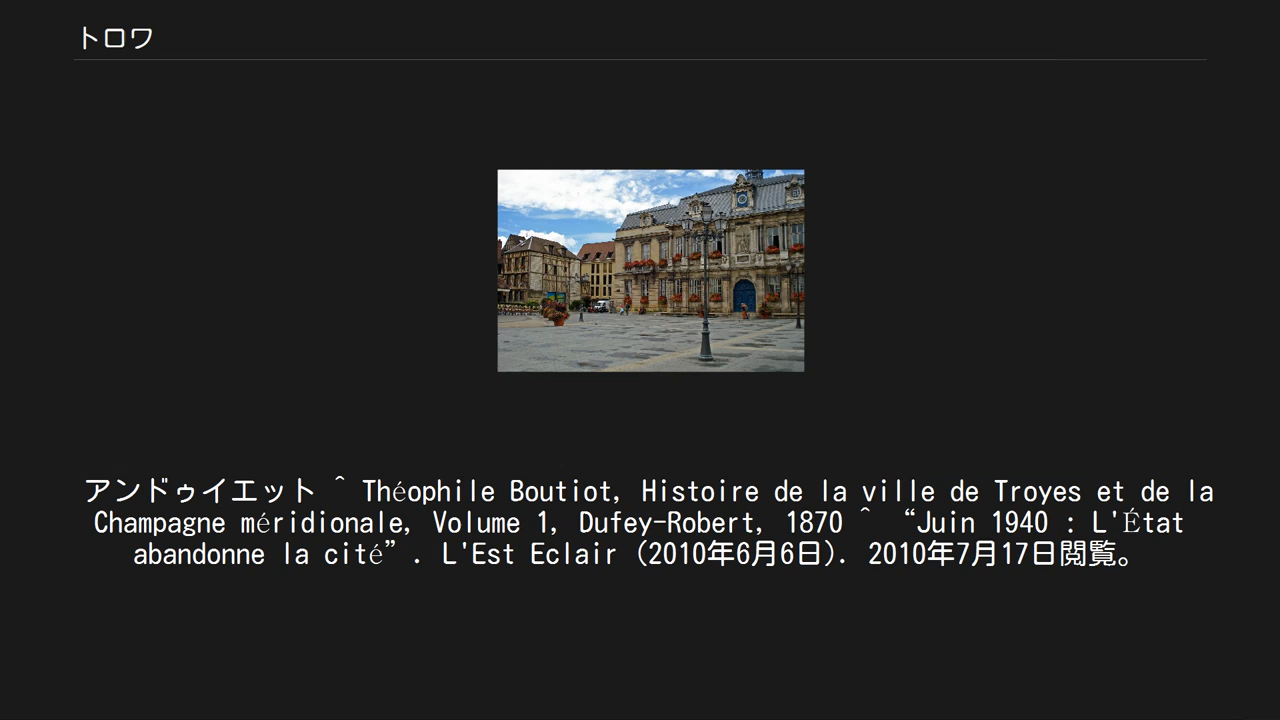 トロワ
アンドゥイエット ^ Théophile Boutiot, Histoire de la ville de Troyes et de la
Champagne méridionale, Volume 1, Dufey-Robert, 1870 ^ “Juin 1940 : L'État
abandonne la cité”. L'Est Eclair (2010年6月6日). 2010年7月17日閲覧。